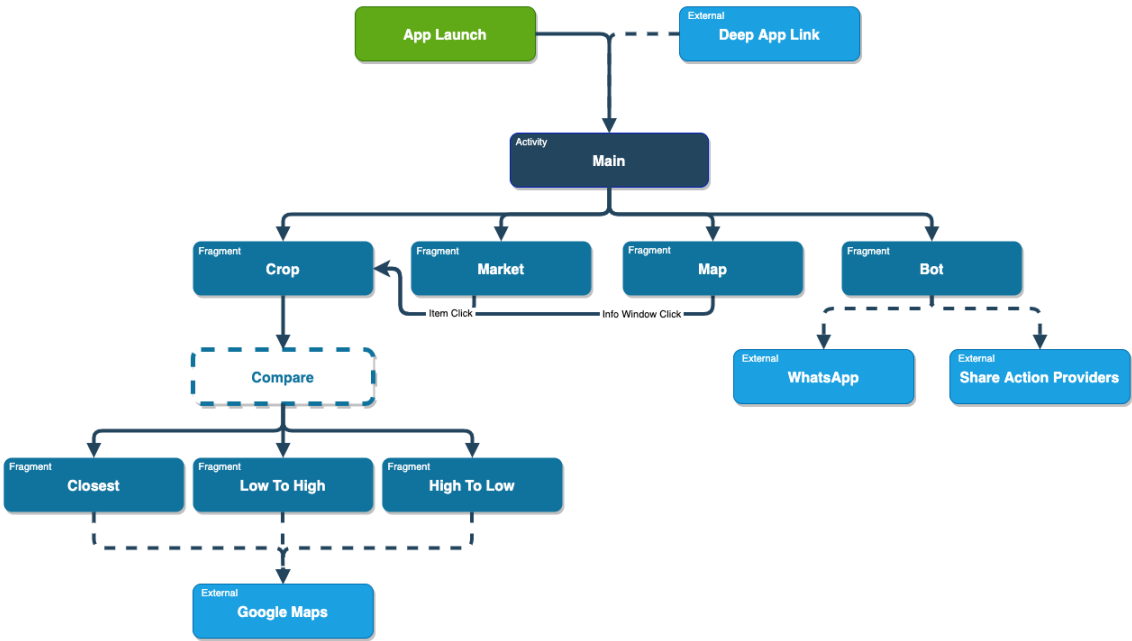 App Launch
External
Deep App Link
Activity
Main
Fragment
Crop
Fragment
Market
Fragment
Map
Fragment
Bot
Item Click
Info Window Click
Compare
External
WhatsApp
External
Share Action Providers
Fragment
Closest
Fragment
Low To High
Fragment
High To Low
External
Google Maps